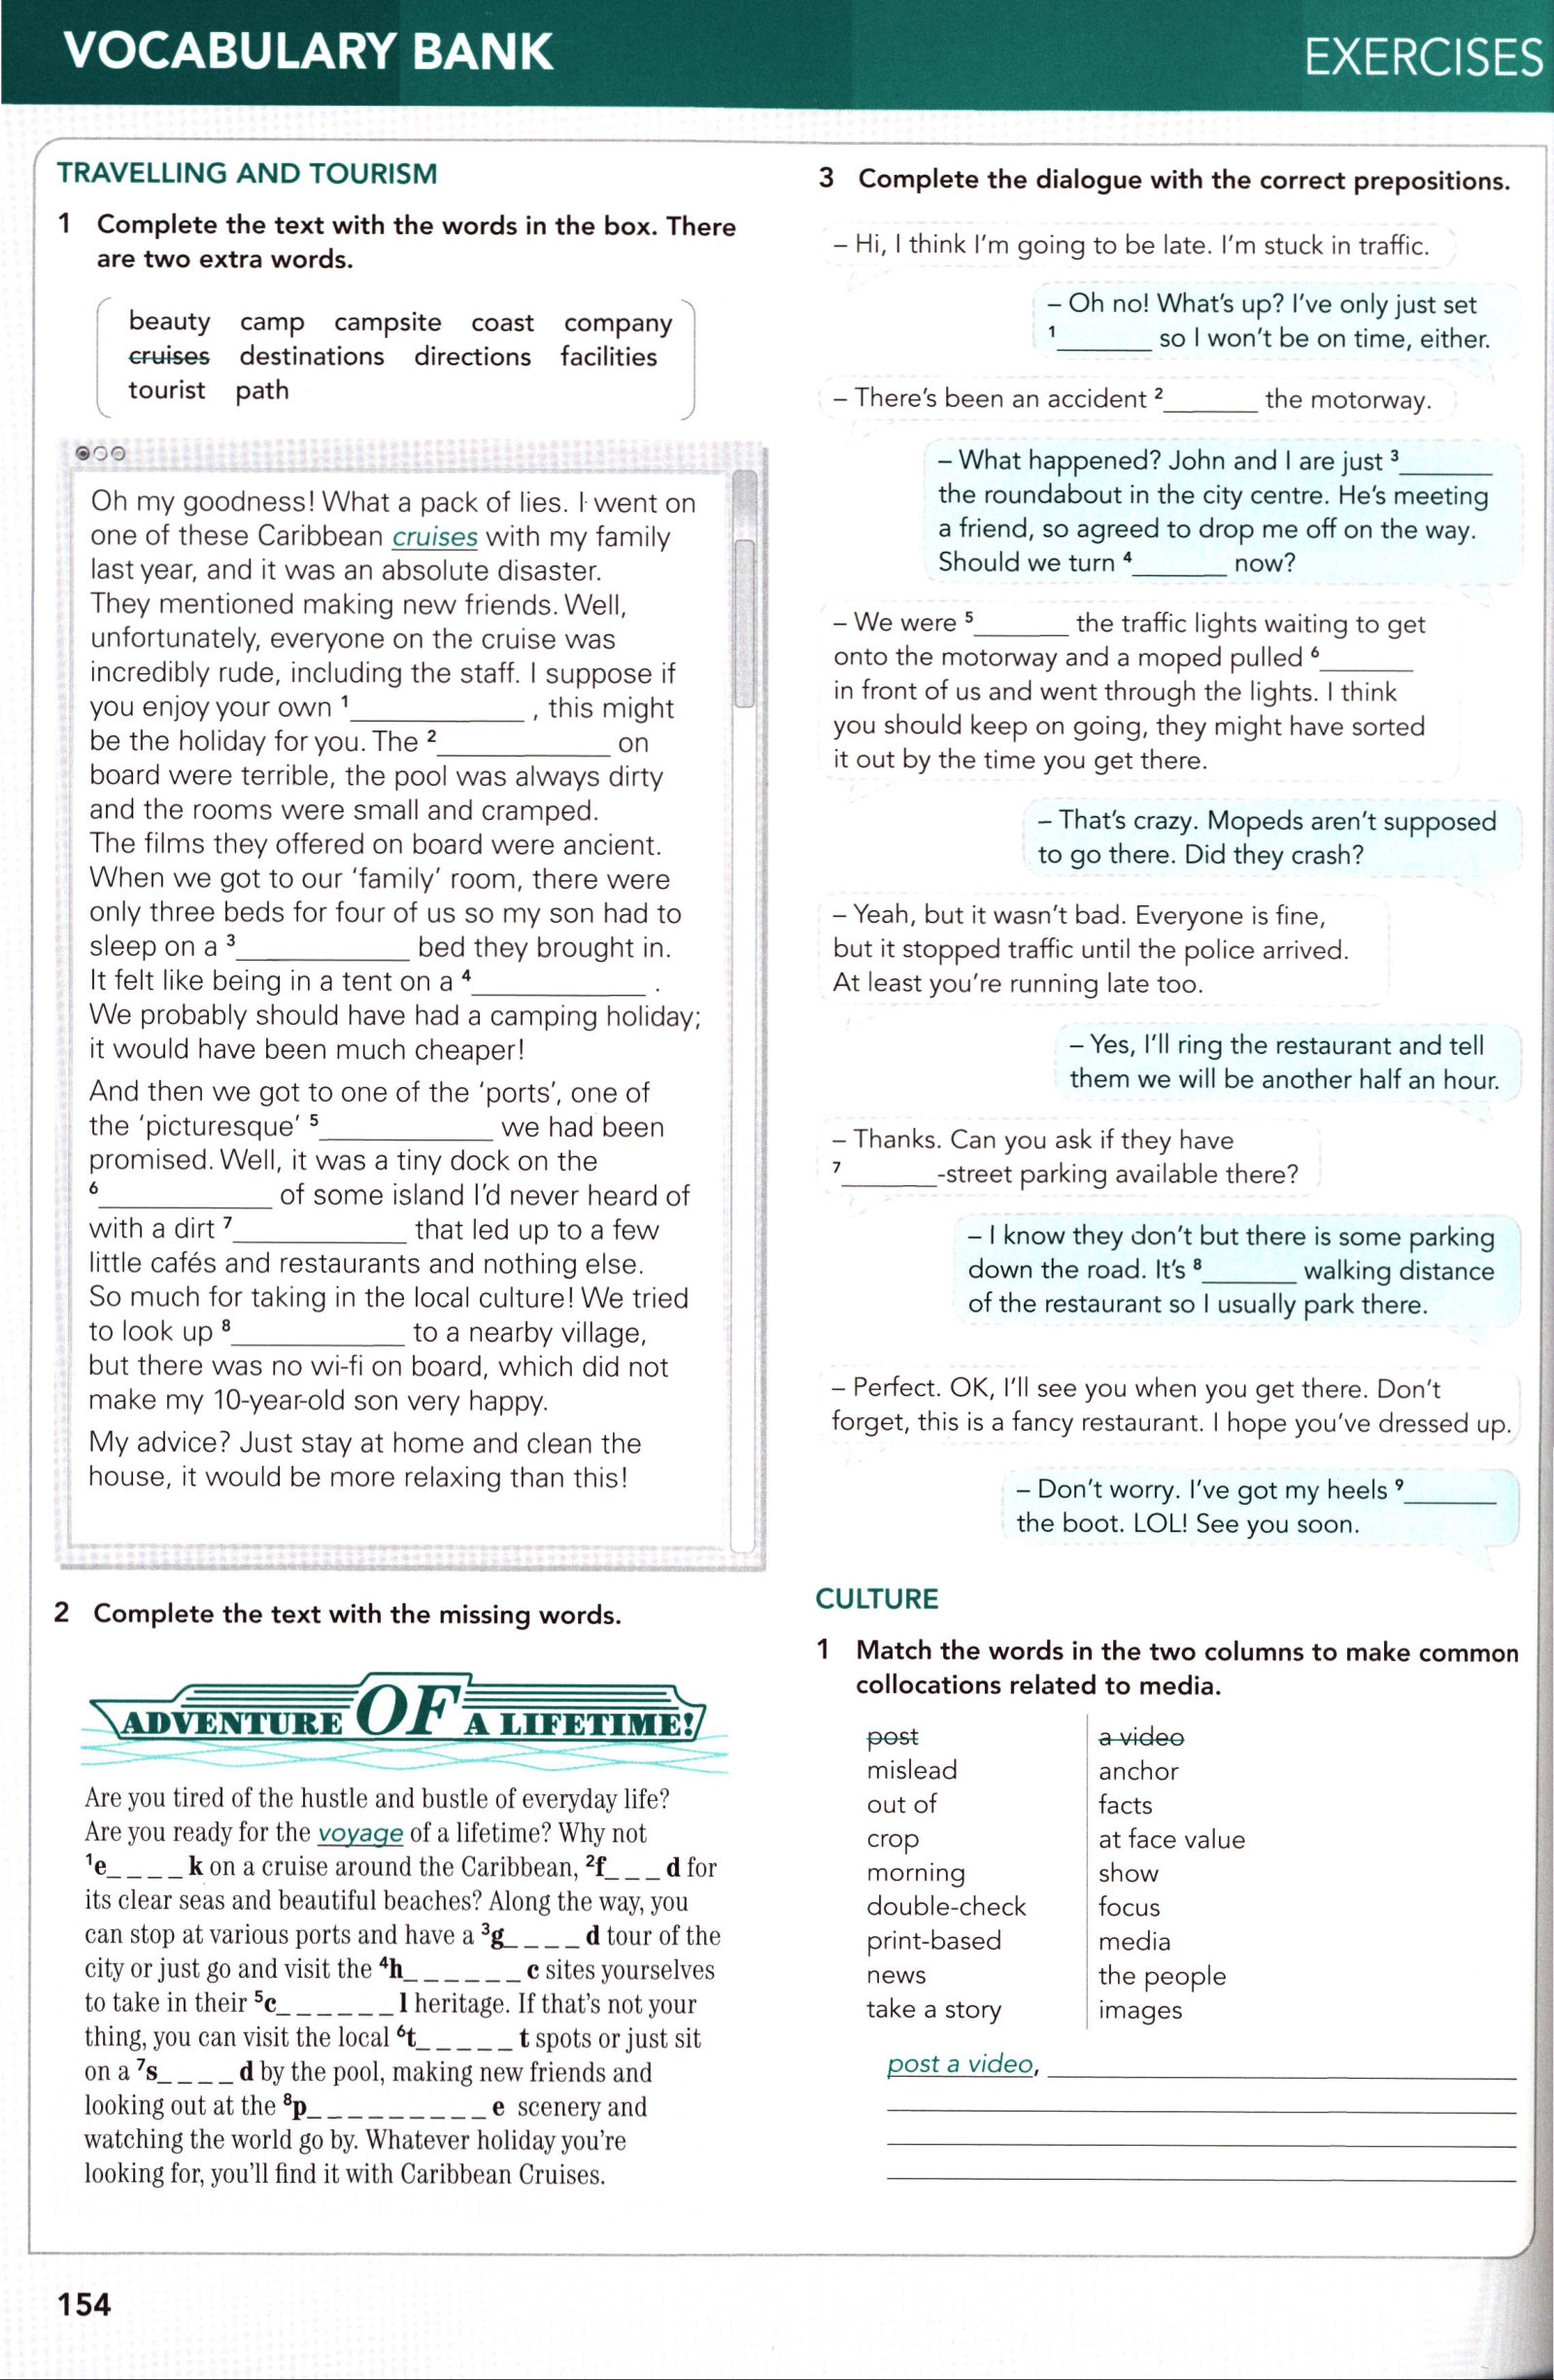 VOCABULARY BANK
EXERCISES
TRAVELLING AND TOURISM
1 Complete the text with the words in the box. There
are two extra words.
beauty camp campsite coast company
cruises destinations directions facilities
tourist path
Oh my goodness! What a pack of lies. I went on
one of these Caribbean cruises with my family
last year, and it was an absolute disaster.
They mentioned making new friends. Well,
unfortunately, everyone on the cruise was
incredibly rude, including the staff. I suppose if
you enjoy your own 1____________ , this might
be the holiday for you. The 2____________ on
board were terrible, the pool was always dirty
and the rooms were small and cramped.
The films they offered on board were ancient.
When we got to our 'family' room, there were
only three beds for four of us so my son had to
sleep on a 3____________ bed they brought in.
It felt like being in a tent on a 4____________ .
We probably should have had a camping holiday;
it would have been much cheaper!
And then we got to one of the 'ports', one of
the 'picturesque' 5____________ we had been
promised. Well, it was a tiny dock on the
6____________ of some island I'd never heard of
with a dirt 7____________ that led up to a few
little cafés and restaurants and nothing else.
So much for taking in the local culture! We tried
to look up 8____________ to a nearby village,
but there was no wi-fi on board, which did not
make my 10-year-old son very happy.
My advice? Just stay at home and clean the
house, it would be more relaxing than this!
2 Complete the text with the missing words.
ADVENTURE OF A LIFETIME!
Are you tired of the hustle and bustle of everyday life?
Are you ready for the voyage of a lifetime? Why not
1e_ _ _ _ k on a cruise around the Caribbean, 2f_ _ _ d for
its clear seas and beautiful beaches? Along the way, you
can stop at various ports and have a 3g_ _ _ _ d tour of the
city or just go and visit the 4h_ _ _ _ _ _ c sites yourselves
to take in their 5c_ _ _ _ _ _ l heritage. If that's not your
thing, you can visit the local 6t_ _ _ _ _ t spots or just sit
on a 7s_ _ _ _ d by the pool, making new friends and
looking out at the 8p_ _ _ _ _ _ _ _ _ e scenery and
watching the world go by. Whatever holiday you're
looking for, you'll find it with Caribbean Cruises.
3 Complete the dialogue with the correct prepositions.
– Hi, I think I'm going to be late. I'm stuck in traffic.
– Oh no! What's up? I've only just set
1______ so I won't be on time, either.
– There's been an accident 2______ the motorway.
– What happened? John and I are just 3______
the roundabout in the city centre. He's meeting
a friend, so agreed to drop me off on the way.
Should we turn 4______ now?
– We were 5______ the traffic lights waiting to get
onto the motorway and a moped pulled 6______
in front of us and went through the lights. I think
you should keep on going, they might have sorted
it out by the time you get there.
– That's crazy. Mopeds aren't supposed
to go there. Did they crash?
– Yeah, but it wasn't bad. Everyone is fine,
but it stopped traffic until the police arrived.
At least you're running late too.
– Yes, I'll ring the restaurant and tell
them we will be another half an hour.
– Thanks. Can you ask if they have
7______-street parking available there?
– I know they don't but there is some parking
down the road. It's 8______ walking distance
of the restaurant so I usually park there.
– Perfect. OK, I'll see you when you get there. Don't
forget, this is a fancy restaurant. I hope you've dressed up.
– Don't worry. I've got my heels 9______
the boot. LOL! See you soon.
CULTURE
1 Match the words in the two columns to make common
collocations related to media.
post a video
mislead anchor
out of facts
crop at face value
morning show
double-check focus
print-based media
news the people
take a story images
post a video,
154